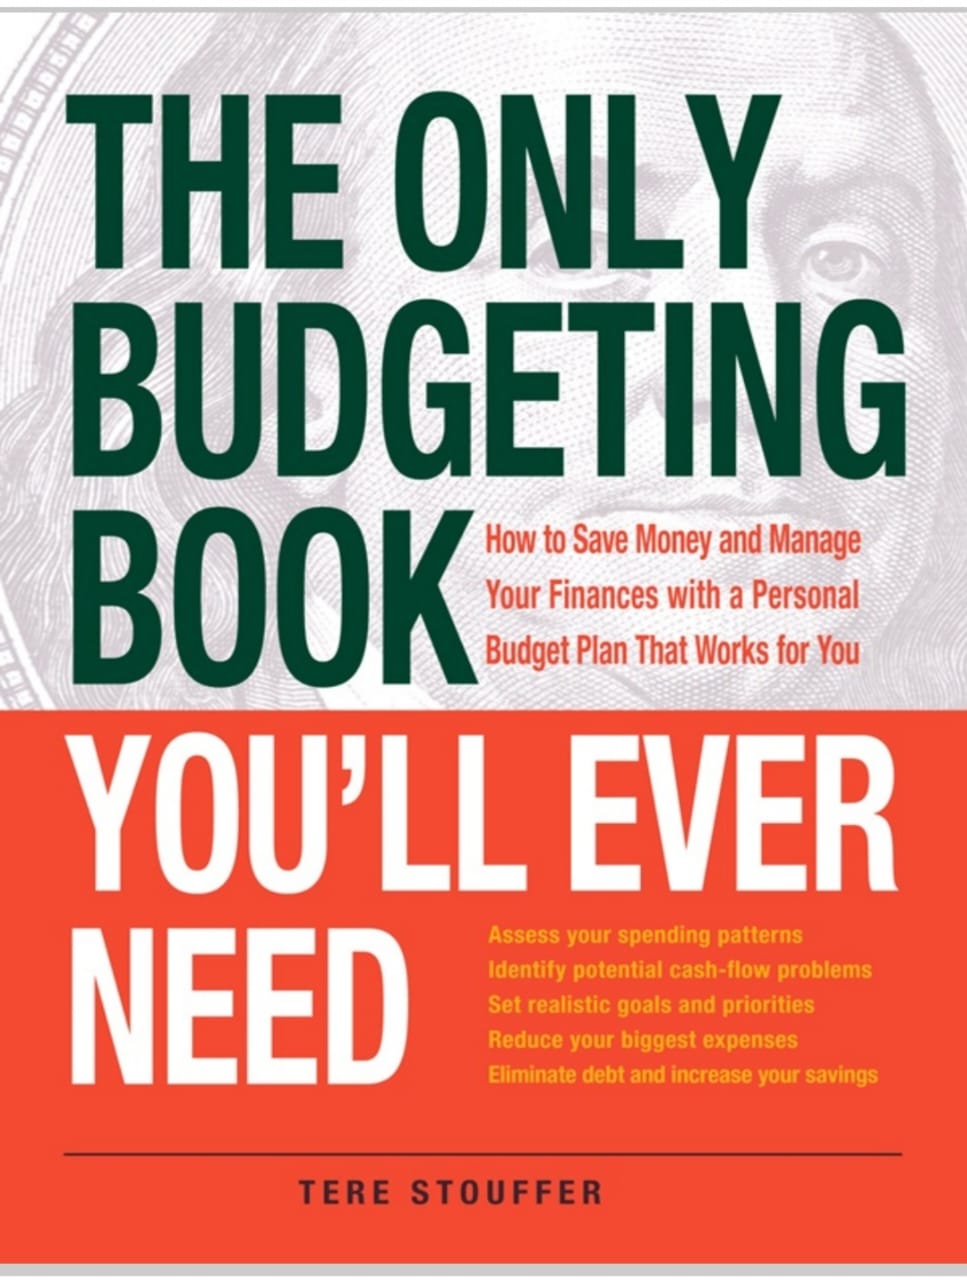 THE ONLY
BUDGETING
BOOK
How to Save Money and Manage
Your Finances with a Personal
Budget Plan That Works for You
YOU'LL EVER
NEED
Assess your spending patterns
Identify potential cash-flow problems
Set realistic goals and priorities
Reduce your biggest expenses
Eliminate debt and increase your savings
TERE STOUFFER